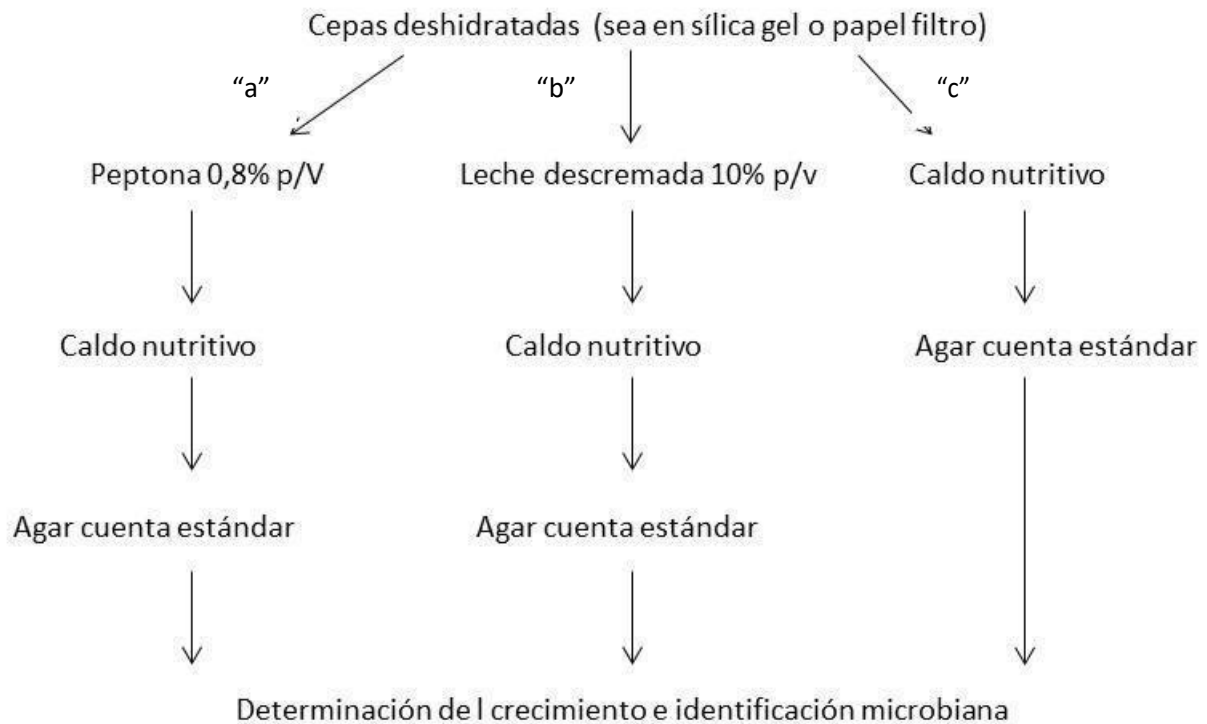 Cepas deshidratadas (sea en sílica gel o papel filtro)
“a” “b” “c”
Peptona 0,8% p/V Leche descremada 10% p/v Caldo nutritivo
Caldo nutritivo Caldo nutritivo Agar cuenta estándar
Agar cuenta estándar Agar cuenta estándar
Determinación de l crecimiento e identificación microbiana